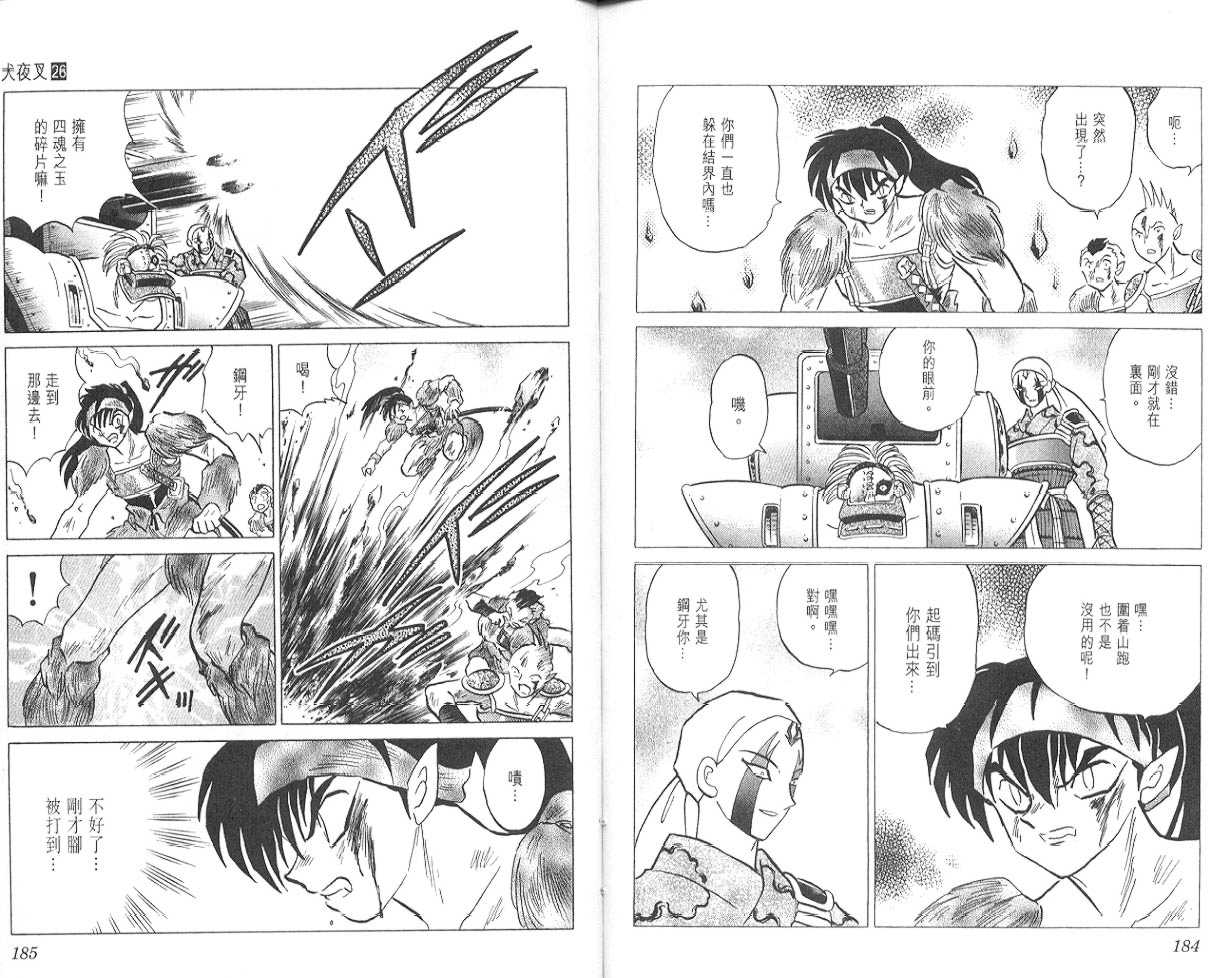 呃…
突然
出現了…?
你們一直也
躲在結界內嗎…
沒錯…
剛才就在
裏面。
你的眼前。
嘰。
嘿…
圍着山跑
也不是
沒用的呢!
起碼引到
你們出來…
嘿嘿嘿…
對啊。
尤其是
鋼牙你…
184
犬夜叉 26
擁有
四魂之玉
的碎片嘛!
喝!
鋼牙!
走到
那邊去!
!
嘖…
不好了…
剛才腳
被打到…
185